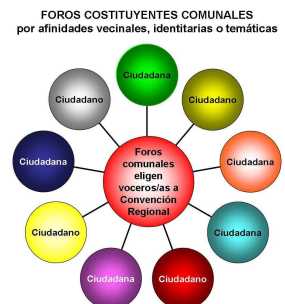 FOROS COSTITUYENTES COMUNALES
por afinidades vecinales, identitarias o temáticas
Ciudadana
Ciudadano
Ciudadano
Ciudadana
Ciudadana
Foros
comunales
eligen
voceros/as a
Convención
Regional
Ciudadano
Ciudadana
Ciudadana
Ciudadano